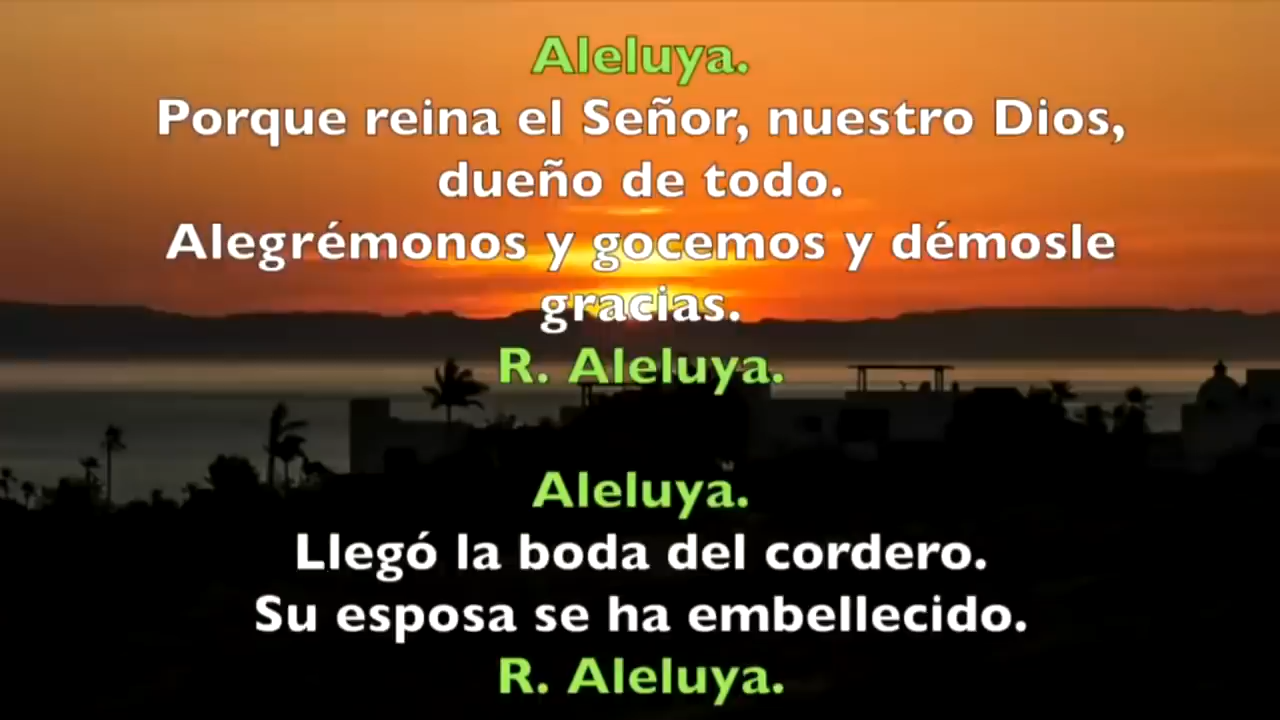 Aleluya.
Porque reina el Señor, nuestro Dios,
dueño de todo.
Alegrémonos y gocemos y démosle
gracias.
R. Aleluya.
Aleluya.
Llegó la boda del cordero.
Su esposa se ha embellecido.
R. Aleluya.